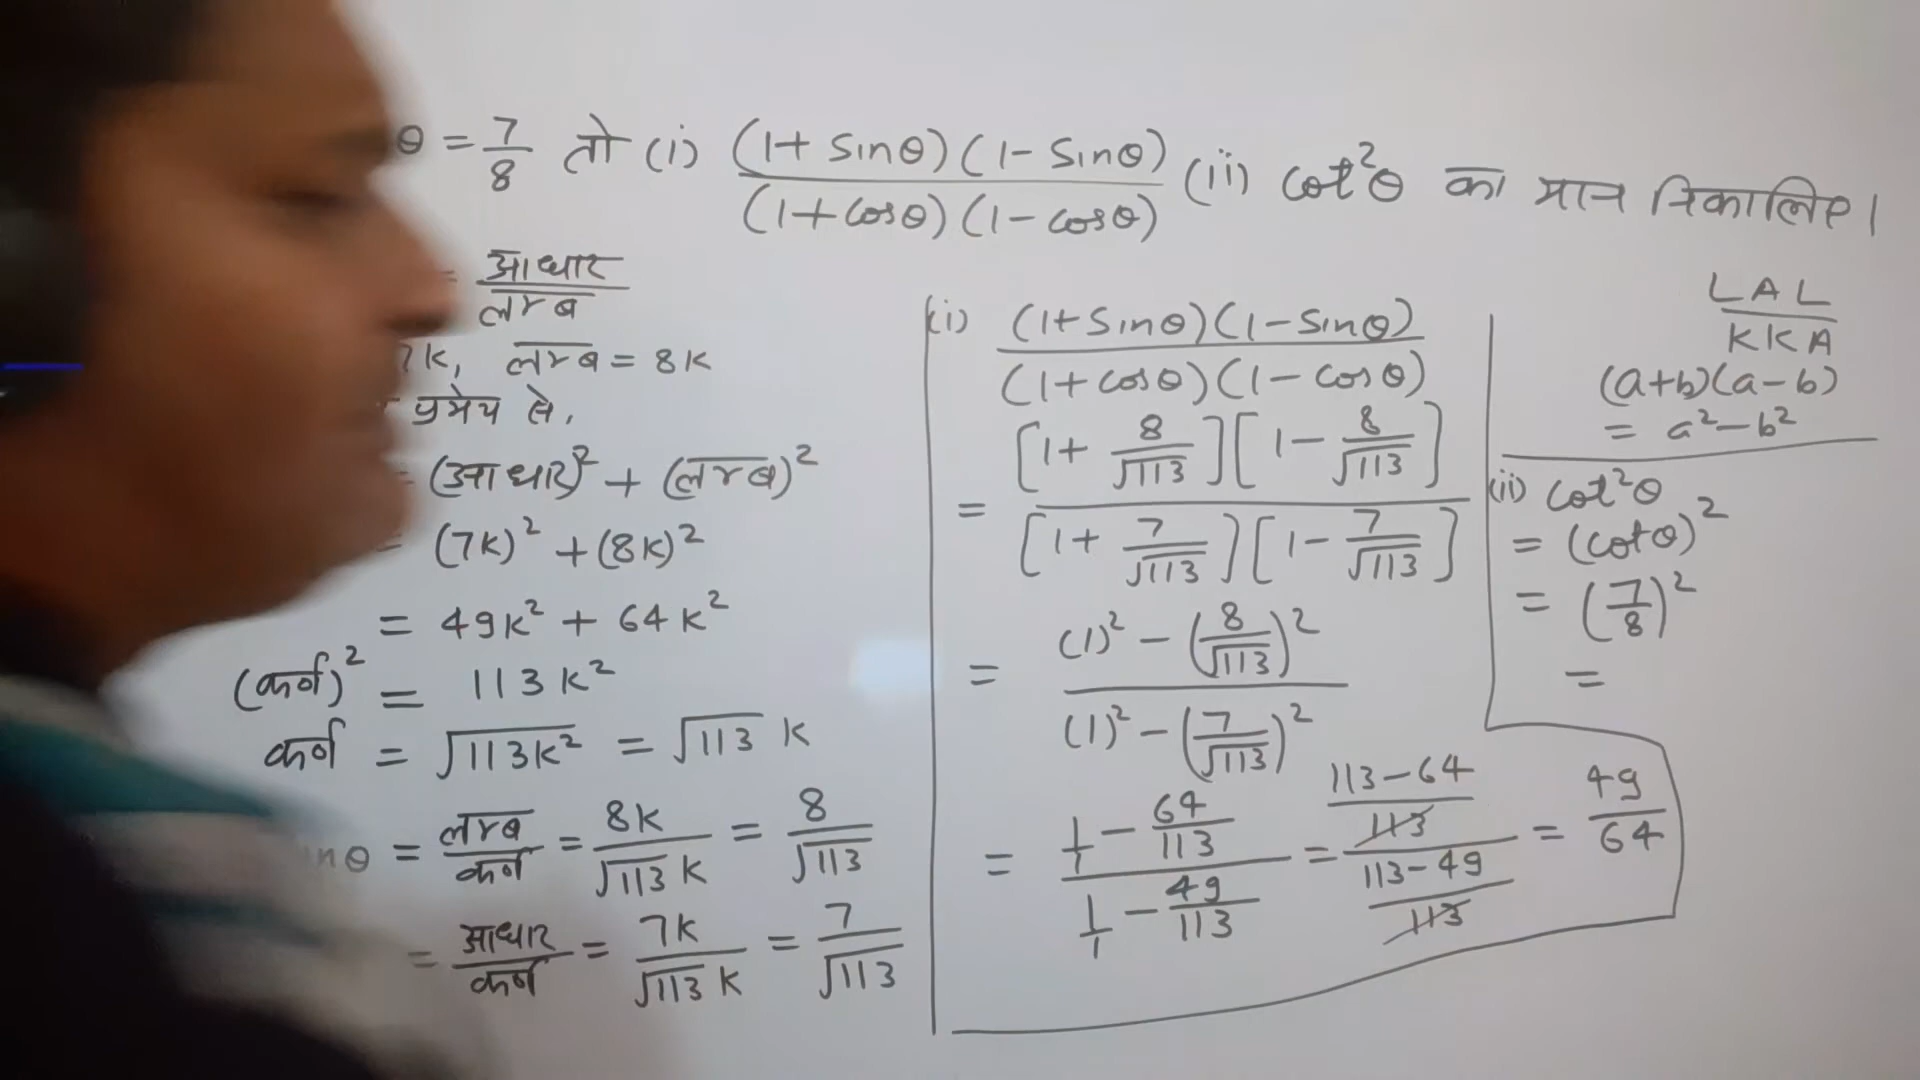 θ = 7/8 तो (i) (1+sinθ)(1-sinθ)/(1+cosθ)(1-cosθ) (ii) cot²θ का मान निकालिए।
= आधार/लम्ब
7k, लम्ब = 8k
प्रमेय से,
= (आधार)² + (लम्ब)²
= (7k)² + (8k)²
= 49k² + 64k²
(कर्ण)² = 113k²
कर्ण = √113k² = √113 k
nθ = लम्ब/कर्ण = 8k/√113 k = 8/√113
= आधार/कर्ण = 7k/√113 k = 7/√113
(i) (1+sinθ)(1-sinθ)/(1+cosθ)(1-cosθ)
= [1+8/√113][1-8/√113]/[1+7/√113][1-7/√113]
= (1)²-(8/√113)²/(1)²-(7/√113)²
= 1/1-64/113/1/1-49/113 = 113-64/113/113-49/113 = 49/64
LAL/KKA
(a+b)(a-b)
= a²-b²
(ii) cot²θ
= (cotθ)²
= (7/8)²
=